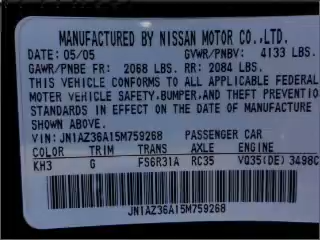 MANUFACTURED BY NISSAN MOTOR CO.,LTD.
DATE: 05/05 GVWR/PNBV: 4133 LBS.
GAWR/PNBE FR: 2068 LBS. RR: 2084 LBS.
THIS VEHICLE CONFORMS TO ALL APPLICABLE FEDERAL
MOTER VEHICLE SAFETY,BUMPER,AND THEFT PREVENTIO
STANDARDS IN EFFECT ON THE DATE OF MANUFACTURE
SHOWN ABOVE.
VIN: JN1AZ36A15M759268 PASSENGER CAR
COLOR TRIM TRANS AXLE ENGINE
KH3 G FS6R31A RC35 VQ35(DE) 3498C
JN1AZ36A15M759268